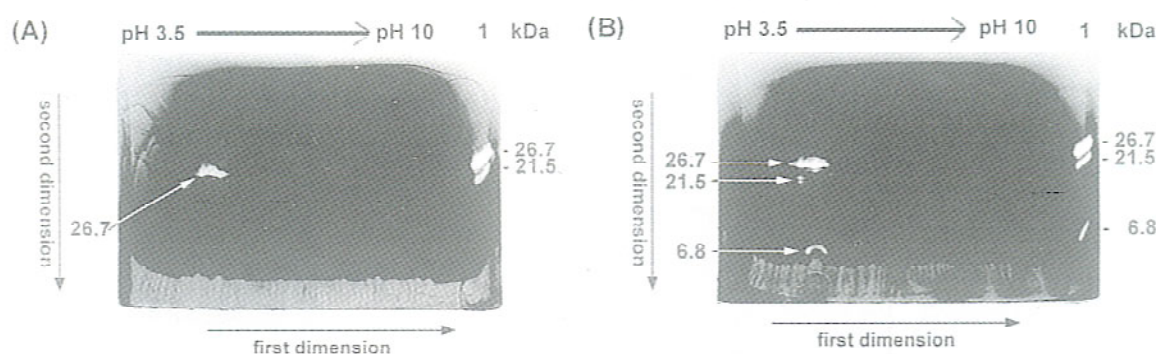 (A) pH 3.5 pH 10 1 kDa
second dimension
- 26.7
- 21.5
26.7
first dimension
(B) pH 3.5 pH 10 1 kDa
second dimension
26.7
21.5
6.8
- 26.7
- 21.5
- 6.8
first dimension